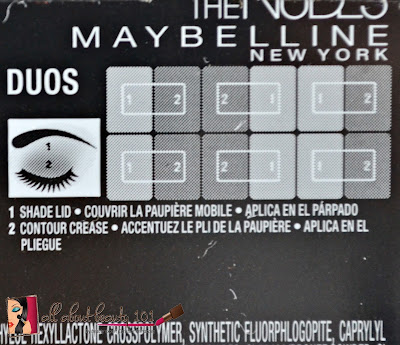 THE NUDES
MAYBELLINE
NEW YORK
DUOS
1 2 2 1 1 2
1 2 2 1 1 2
1
2
1 SHADE LID • COUVRIR LA PAUPIÈRE MOBILE • APLICA EN EL PÁRPADO
2 CONTOUR CREASE • ACCENTUEZ LE PLI DE LA PAUPIÈRE • APLICA EN EL
PLIEGUE
all about beauty 101
HEXYLLACTONE CROSSPOLYMER, SYNTHETIC FLUORPHLOGOPITE, CAPRYLYL